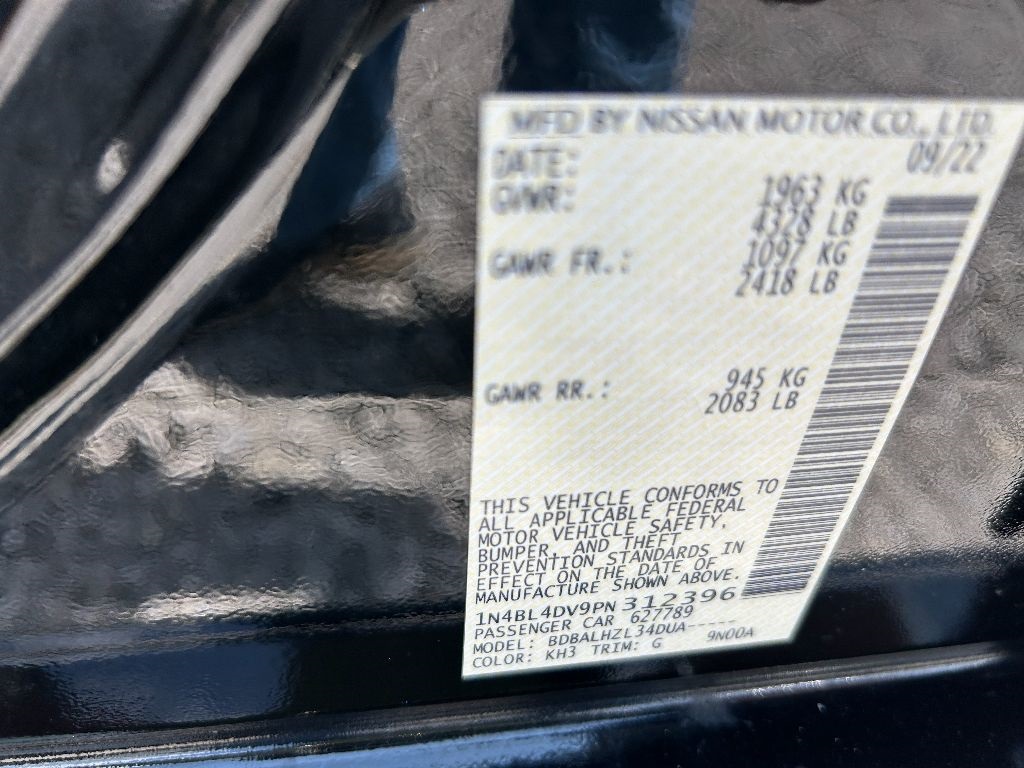 MFD BY NISSAN MOTOR CO., LTD.
DATE: 09/22
GVWR: 1963 KG
4328 LB
GAWR FR.: 1097 KG
2418 LB
GAWR RR.: 945 KG
2083 LB
THIS VEHICLE CONFORMS TO
ALL APPLICABLE FEDERAL
MOTOR VEHICLE SAFETY,
BUMPER, AND THEFT
PREVENTION STANDARDS IN
EFFECT ON THE DATE OF
MANUFACTURE SHOWN ABOVE.
1N4BL4DV9PN312396
PASSENGER CAR 627789
MODEL: BDBALHZL34DUA-----
COLOR: KH3 TRIM: G 9N00A